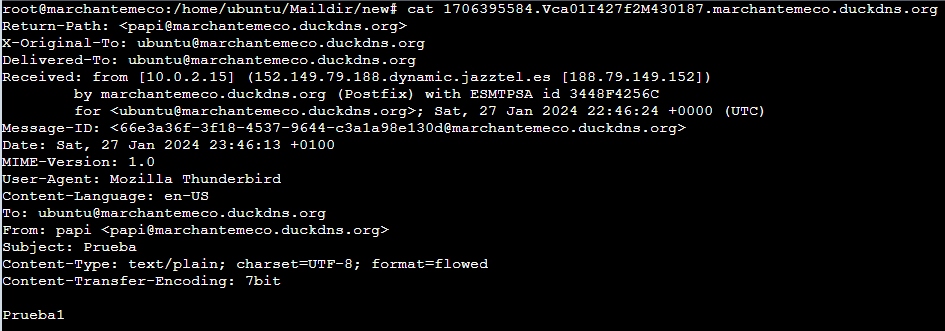 root@marchantemeco:/home/ubuntu/Maildir/new# cat 1706395584.Vca01I427f2M430187.marchantemeco.duckdns.org
Return-Path: <papi@marchantemeco.duckdns.org>
X-Original-To: ubuntu@marchantemeco.duckdns.org
Delivered-To: ubuntu@marchantemeco.duckdns.org
Received: from [10.0.2.15] (152.149.79.188.dynamic.jazztel.es [188.79.149.152])
        by marchantemeco.duckdns.org (Postfix) with ESMTPSA id 3448F4256C
        for <ubuntu@marchantemeco.duckdns.org>; Sat, 27 Jan 2024 22:46:24 +0000 (UTC)
Message-ID: <66e3a36f-3f18-4537-9644-c3a1a98e130d@marchantemeco.duckdns.org>
Date: Sat, 27 Jan 2024 23:46:13 +0100
MIME-Version: 1.0
User-Agent: Mozilla Thunderbird
Content-Language: en-US
To: ubuntu@marchantemeco.duckdns.org
From: papi <papi@marchantemeco.duckdns.org>
Subject: Prueba
Content-Type: text/plain; charset=UTF-8; format=flowed
Content-Transfer-Encoding: 7bit

Prueba1